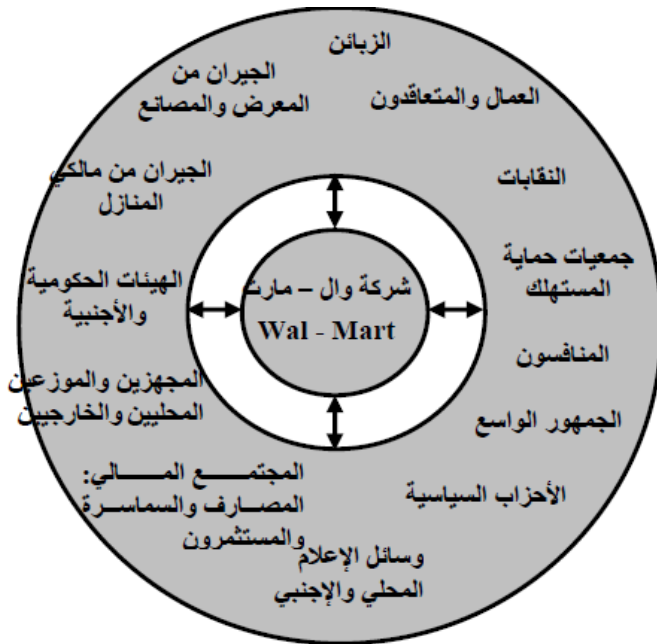 الزبائن
العمال والمتعاقدون
النقابات
جمعيات حماية
المستهلك
المنافسون
الجمهور الواسع
الأحزاب السياسية
وسائل الإعلام
المحلي والإجنبي
المجتمـــع المـــالي:
المصارف والسماسرة
والمستثمرون
المجهزين والموزعين
المحليين والخارجيين
الهيئات الحكومية
والأجنبية
الجيران من مالكي
المنازل
الجيران من
المعرض والمصانع
شركة وال – مارت
Wal - Mart